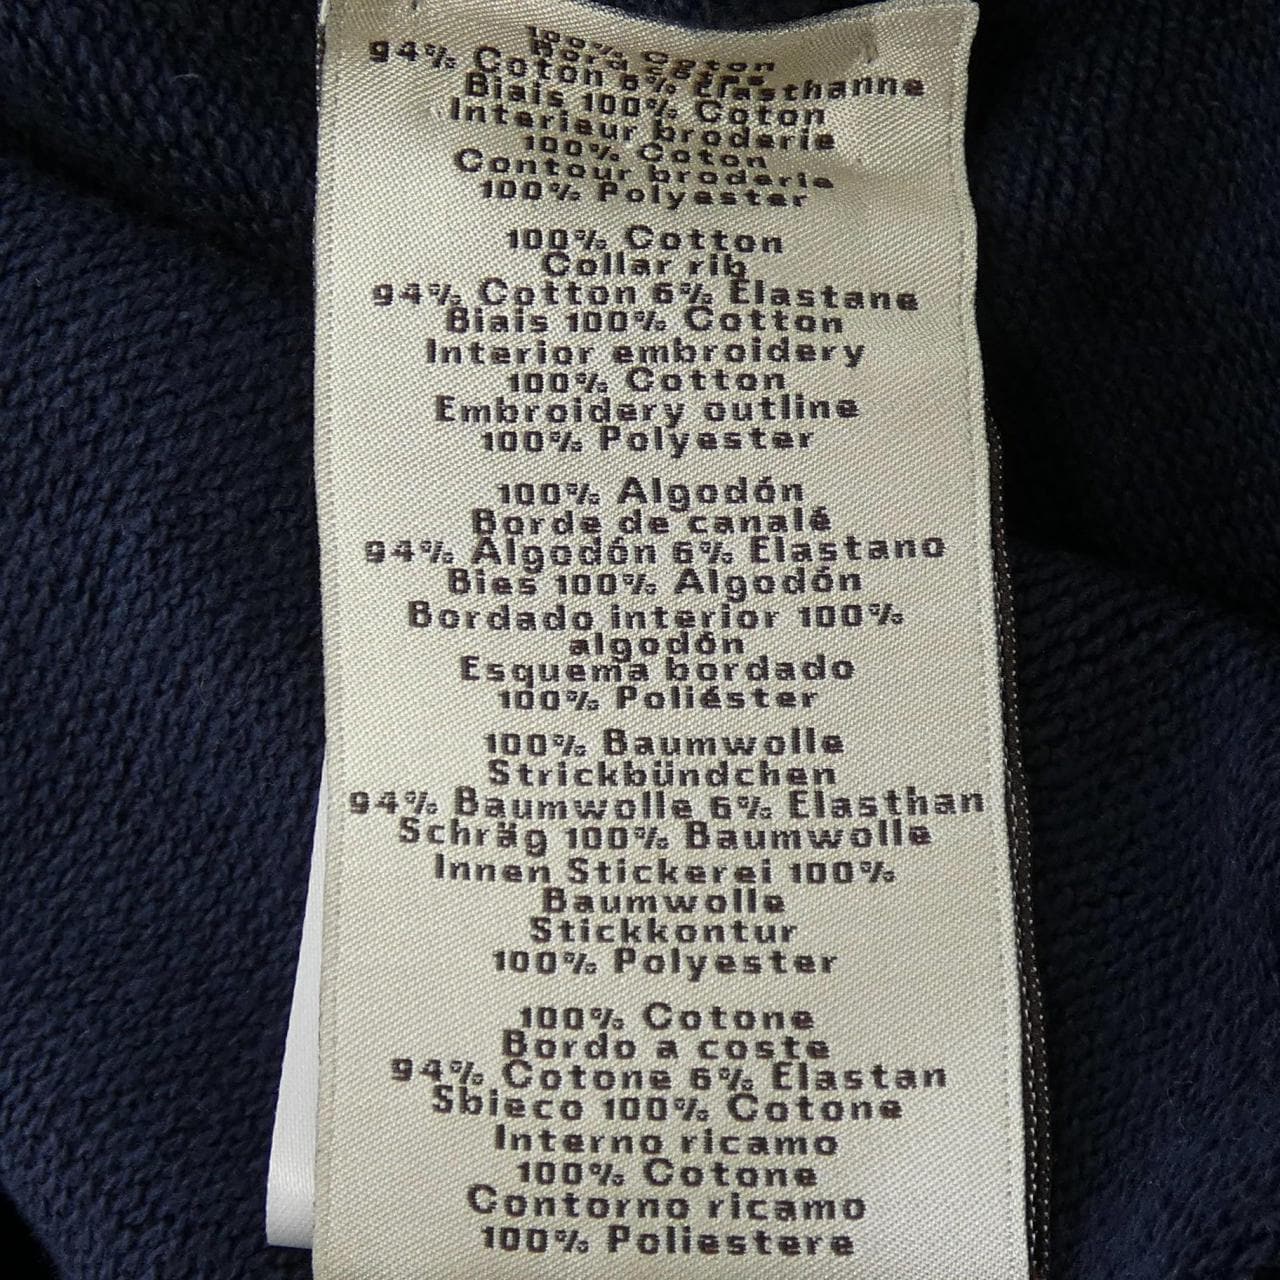 100% Coton
Bord côtes
94% Coton 6% Elasthanne
Biais 100% Coton
Interieur broderie
100% Coton
Contour broderie
100% Polyester
100% Cotton
Collar rib
94% Cotton 6% Elastane
Biais 100% Cotton
Interior embroidery
100% Cotton
Embroidery outline
100% Polyester
100% Algodón
Borde de canalé
94% Algodón 6% Elastano
Bies 100% Algodón
Bordado interior 100%
algodón
Esquema bordado
100% Poliéster
100% Baumwolle
Strickbündchen
94% Baumwolle 6% Elasthan
Schräg 100% Baumwolle
Innen Stickerei 100%
Baumwolle
Stickkontur
100% Polyester
100% Cotone
Bordo a coste
94% Cotone 6% Elastan
Sbieco 100% Cotone
Interno ricamo
100% Cotone
Contorno ricamo
100% Poliestere